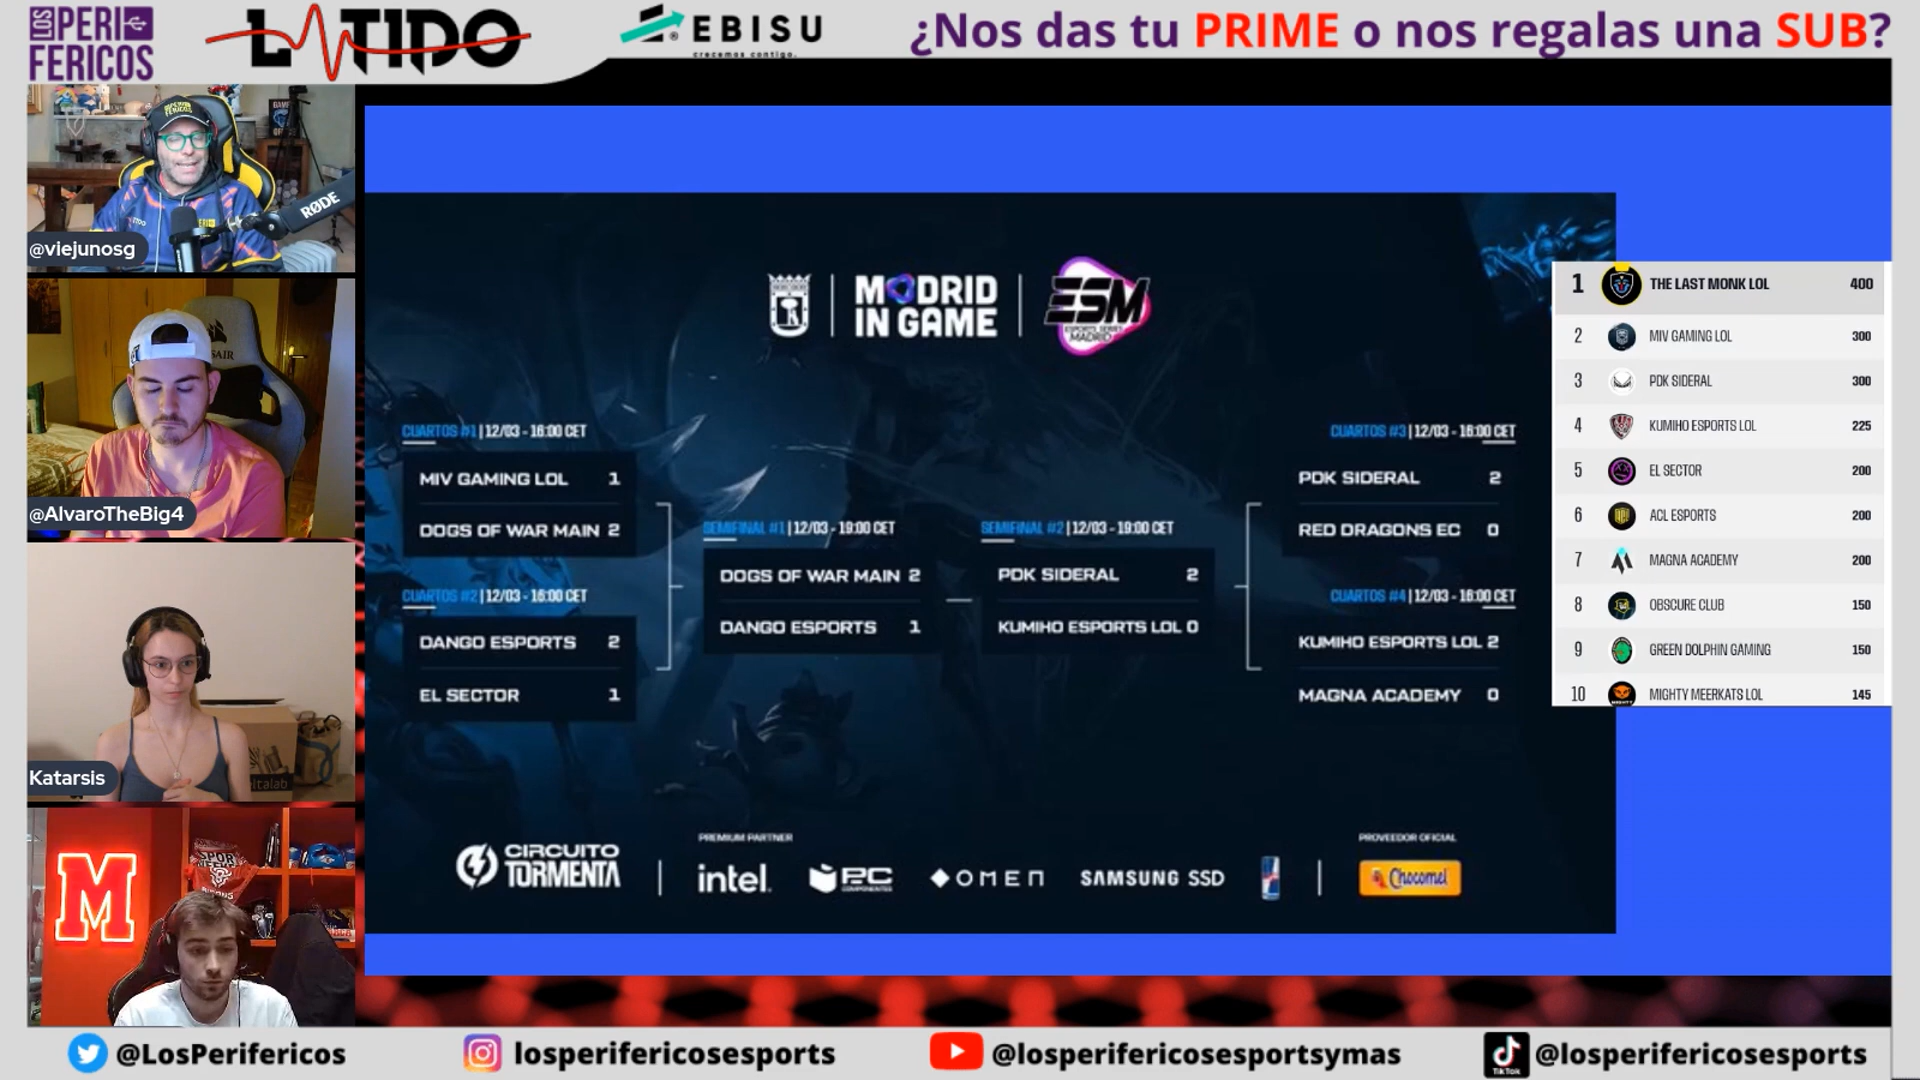 LOS PERI
FERICOS
LATIDO
EBISU
crecemos contigo.
¿Nos das tu PRIME o nos regalas una SUB?
RØDE
@viejunosg
@AlvaroTheBig4
Katarsis
M
MADRID
IN GAME
ESM
ESPORTS SERIES
MADRID
CUARTOS #1 | 12/03 - 16:00 CET
MIV GAMING LOL 1
DOGS OF WAR MAIN 2
CUARTOS #2 | 12/03 - 16:00 CET
DANGO ESPORTS 2
EL SECTOR 1
SEMIFINAL #1 | 12/03 - 19:00 CET
DOGS OF WAR MAIN 2
DANGO ESPORTS 1
SEMIFINAL #2 | 12/03 - 19:00 CET
PDK SIDERAL 2
KUMIHO ESPORTS LOL 0
CUARTOS #3 | 12/03 - 16:00 CET
PDK SIDERAL 2
RED DRAGONS EC 0
CUARTOS #4 | 12/03 - 16:00 CET
KUMIHO ESPORTS LOL 2
MAGNA ACADEMY 0
1 THE LAST MONK LOL 400
2 MIV GAMING LOL 300
3 PDK SIDERAL 300
4 KUMIHO ESPORTS LOL 225
5 EL SECTOR 200
6 ACL ESPORTS 200
7 MAGNA ACADEMY 200
8 OBSCURE CLUB 150
9 GREEN DOLPHIN GAMING 150
10 MIGHTY MEERKATS LOL 145
CIRCUITO
TORMENTA
PREMIUM PARTNER
intel.
PC
COMPONENTES
OMEN
SAMSUNG SSD
PROVEEDOR OFICIAL
Chocomel
@LosPerifericos
losperifericosesports
@losperifericosesportsymas
TikTok
@losperifericosesports